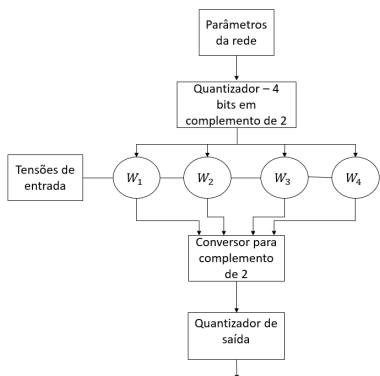 Parâmetros
da rede
Quantizador – 4
bits em
complemento de 2
Tensões de
entrada
W₁
W₂
W₃
W₄
Conversor para
complemento
de 2
Quantizador de
saída